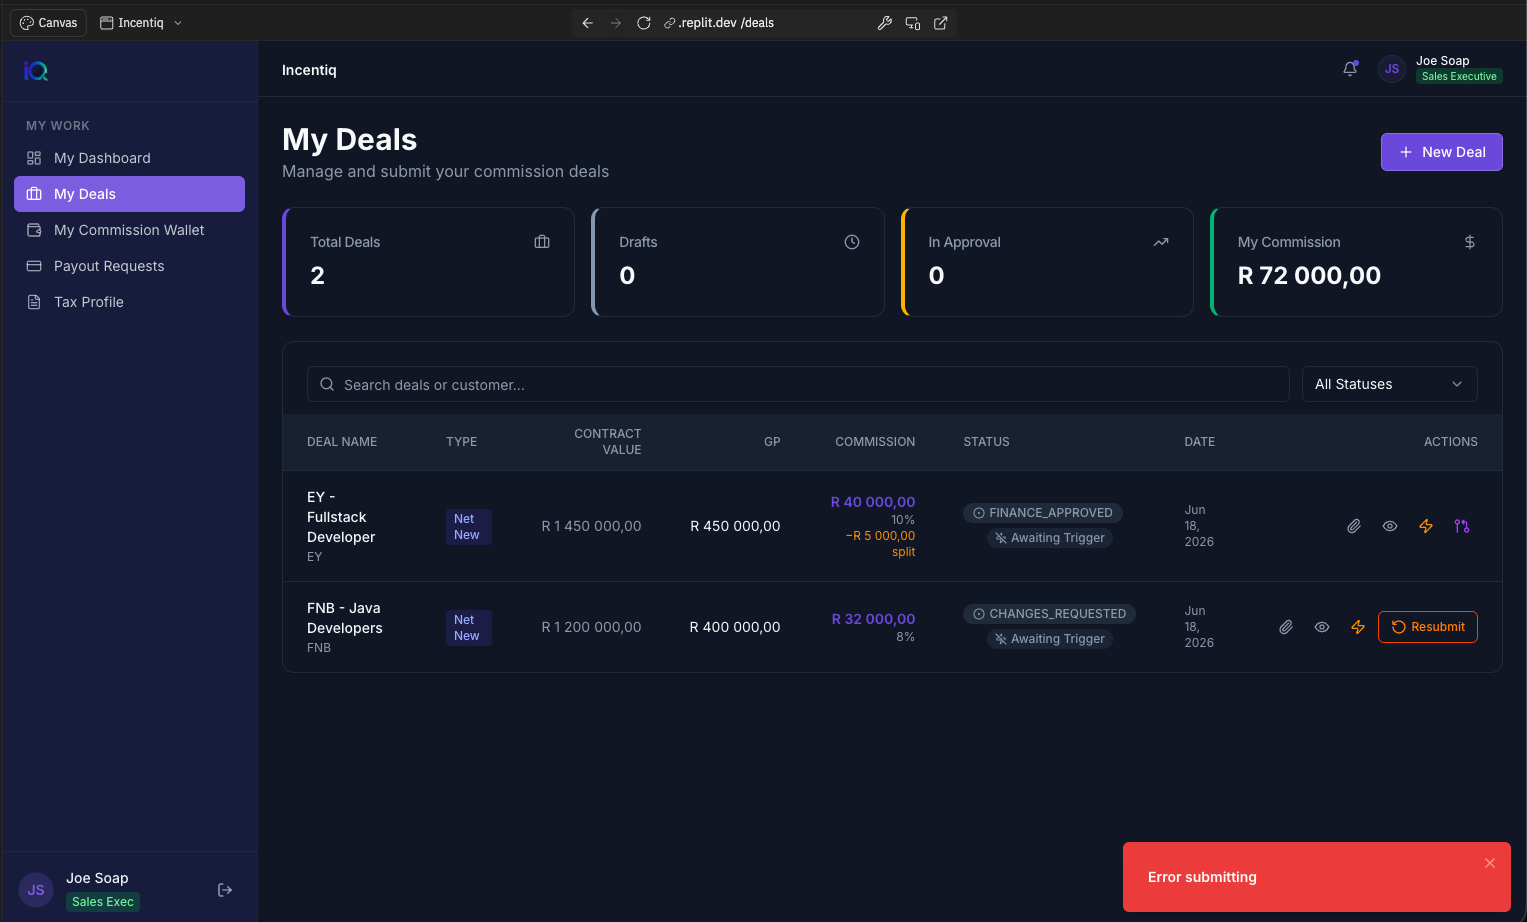 Canvas
Incentiq
.replit.dev /deals
iQ
Incentiq
JS
Joe Soap
Sales Executive
MY WORK
My Dashboard
My Deals
My Commission Wallet
Payout Requests
Tax Profile
My Deals
Manage and submit your commission deals
+ New Deal
Total Deals
2
Drafts
0
In Approval
0
My Commission
$
R 72 000,00
Search deals or customer...
All Statuses
DEAL NAME
TYPE
CONTRACT
VALUE
GP
COMMISSION
STATUS
DATE
ACTIONS
EY -
Fullstack
Developer
EY
Net
New
R 1 450 000,00
R 450 000,00
R 40 000,00
10%
−R 5 000,00
split
FINANCE_APPROVED
Awaiting Trigger
Jun
18,
2026
FNB - Java
Developers
FNB
Net
New
R 1 200 000,00
R 400 000,00
R 32 000,00
8%
CHANGES_REQUESTED
Awaiting Trigger
Jun
18,
2026
Resubmit
JS
Joe Soap
Sales Exec
Error submitting